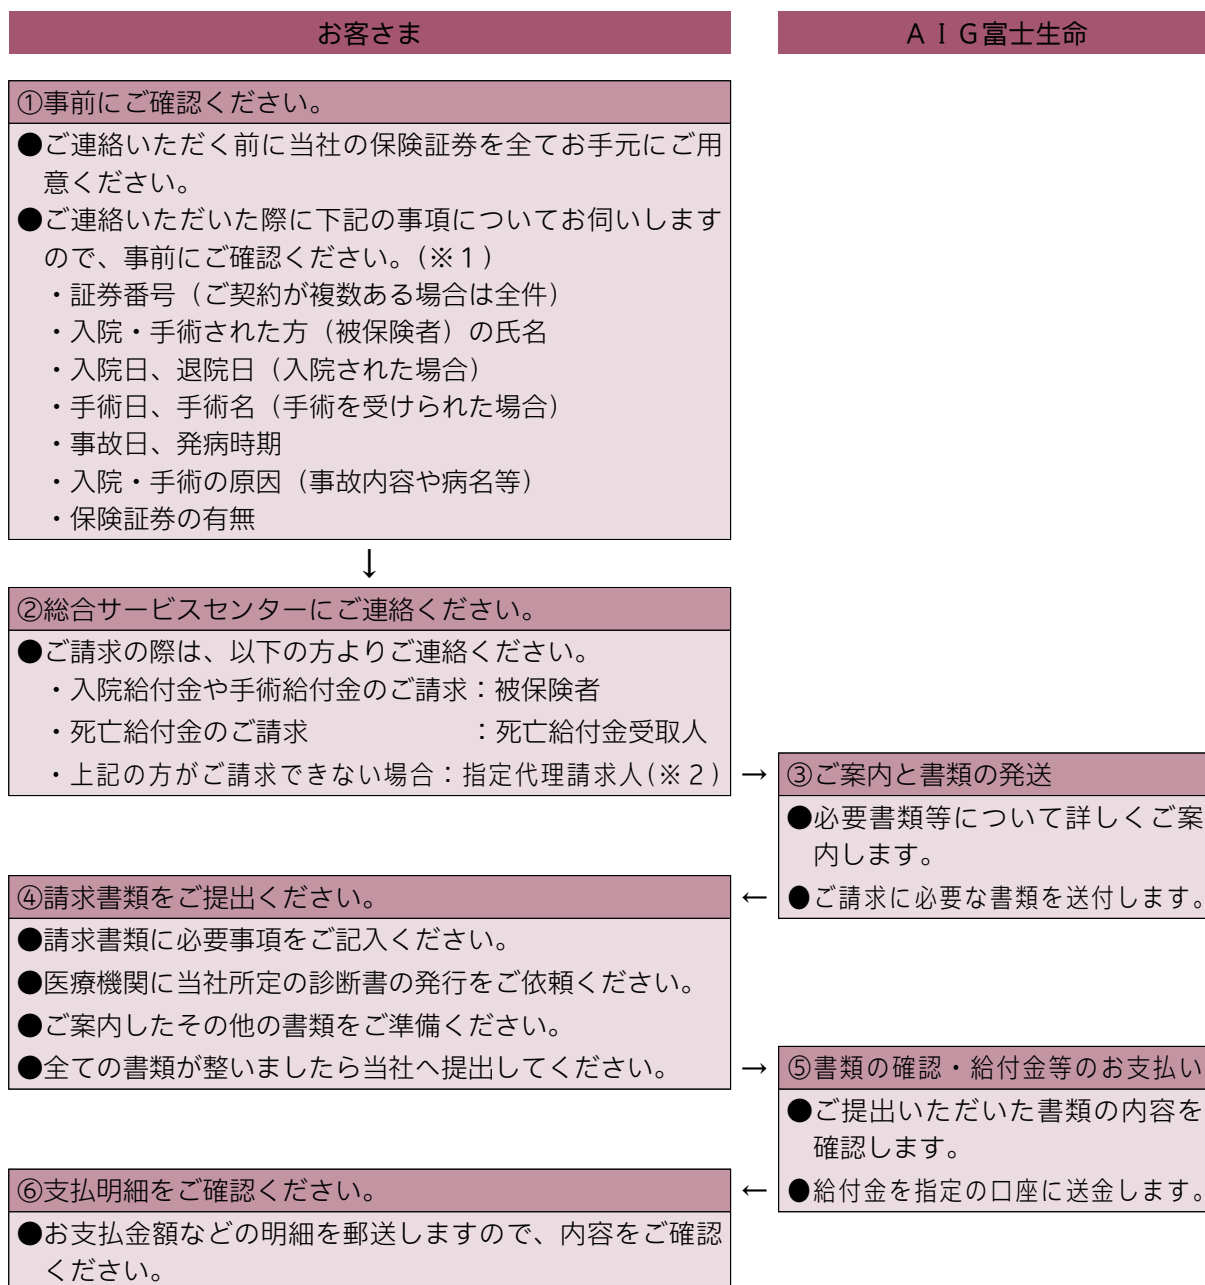 お客さま
ＡＩＧ富士生命
①事前にご確認ください。
●ご連絡いただく前に当社の保険証券を全てお手元にご用
意ください。
●ご連絡いただいた際に下記の事項についてお伺いします
ので、事前にご確認ください。(※１)
・証券番号（ご契約が複数ある場合は全件）
・入院・手術された方（被保険者）の氏名
・入院日、退院日（入院された場合）
・手術日、手術名（手術を受けられた場合）
・事故日、発病時期
・入院・手術の原因（事故内容や病名等）
・保険証券の有無
↓
②総合サービスセンターにご連絡ください。
●ご請求の際は、以下の方よりご連絡ください。
・入院給付金や手術給付金のご請求：被保険者
・死亡給付金のご請求　　　　　　：死亡給付金受取人
・上記の方がご請求できない場合：指定代理請求人(※２)
→
③ご案内と書類の発送
●必要書類等について詳しくご案
内します。
●ご請求に必要な書類を送付します。
←
④請求書類をご提出ください。
●請求書類に必要事項をご記入ください。
●医療機関に当社所定の診断書の発行をご依頼ください。
●ご案内したその他の書類をご準備ください。
●全ての書類が整いましたら当社へ提出してください。
→
⑤書類の確認・給付金等のお支払い
●ご提出いただいた書類の内容を
確認します。
●給付金を指定の口座に送金します。
←
⑥支払明細をご確認ください。
●お支払金額などの明細を郵送しますので、内容をご確認
ください。